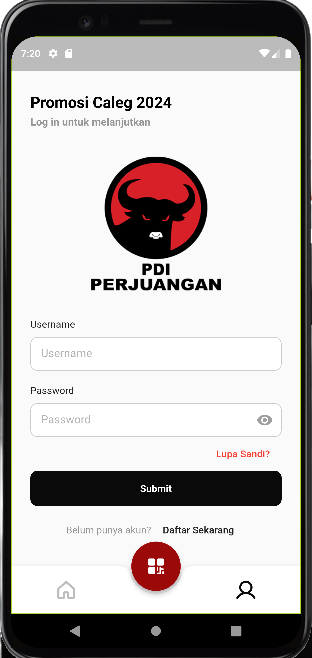 7:20
Promosi Caleg 2024
Log in untuk melanjutkan
PDI
PERJUANGAN
Username
Username
Password
Password
Lupa Sandi?
Submit
Belum punya akun? Daftar Sekarang